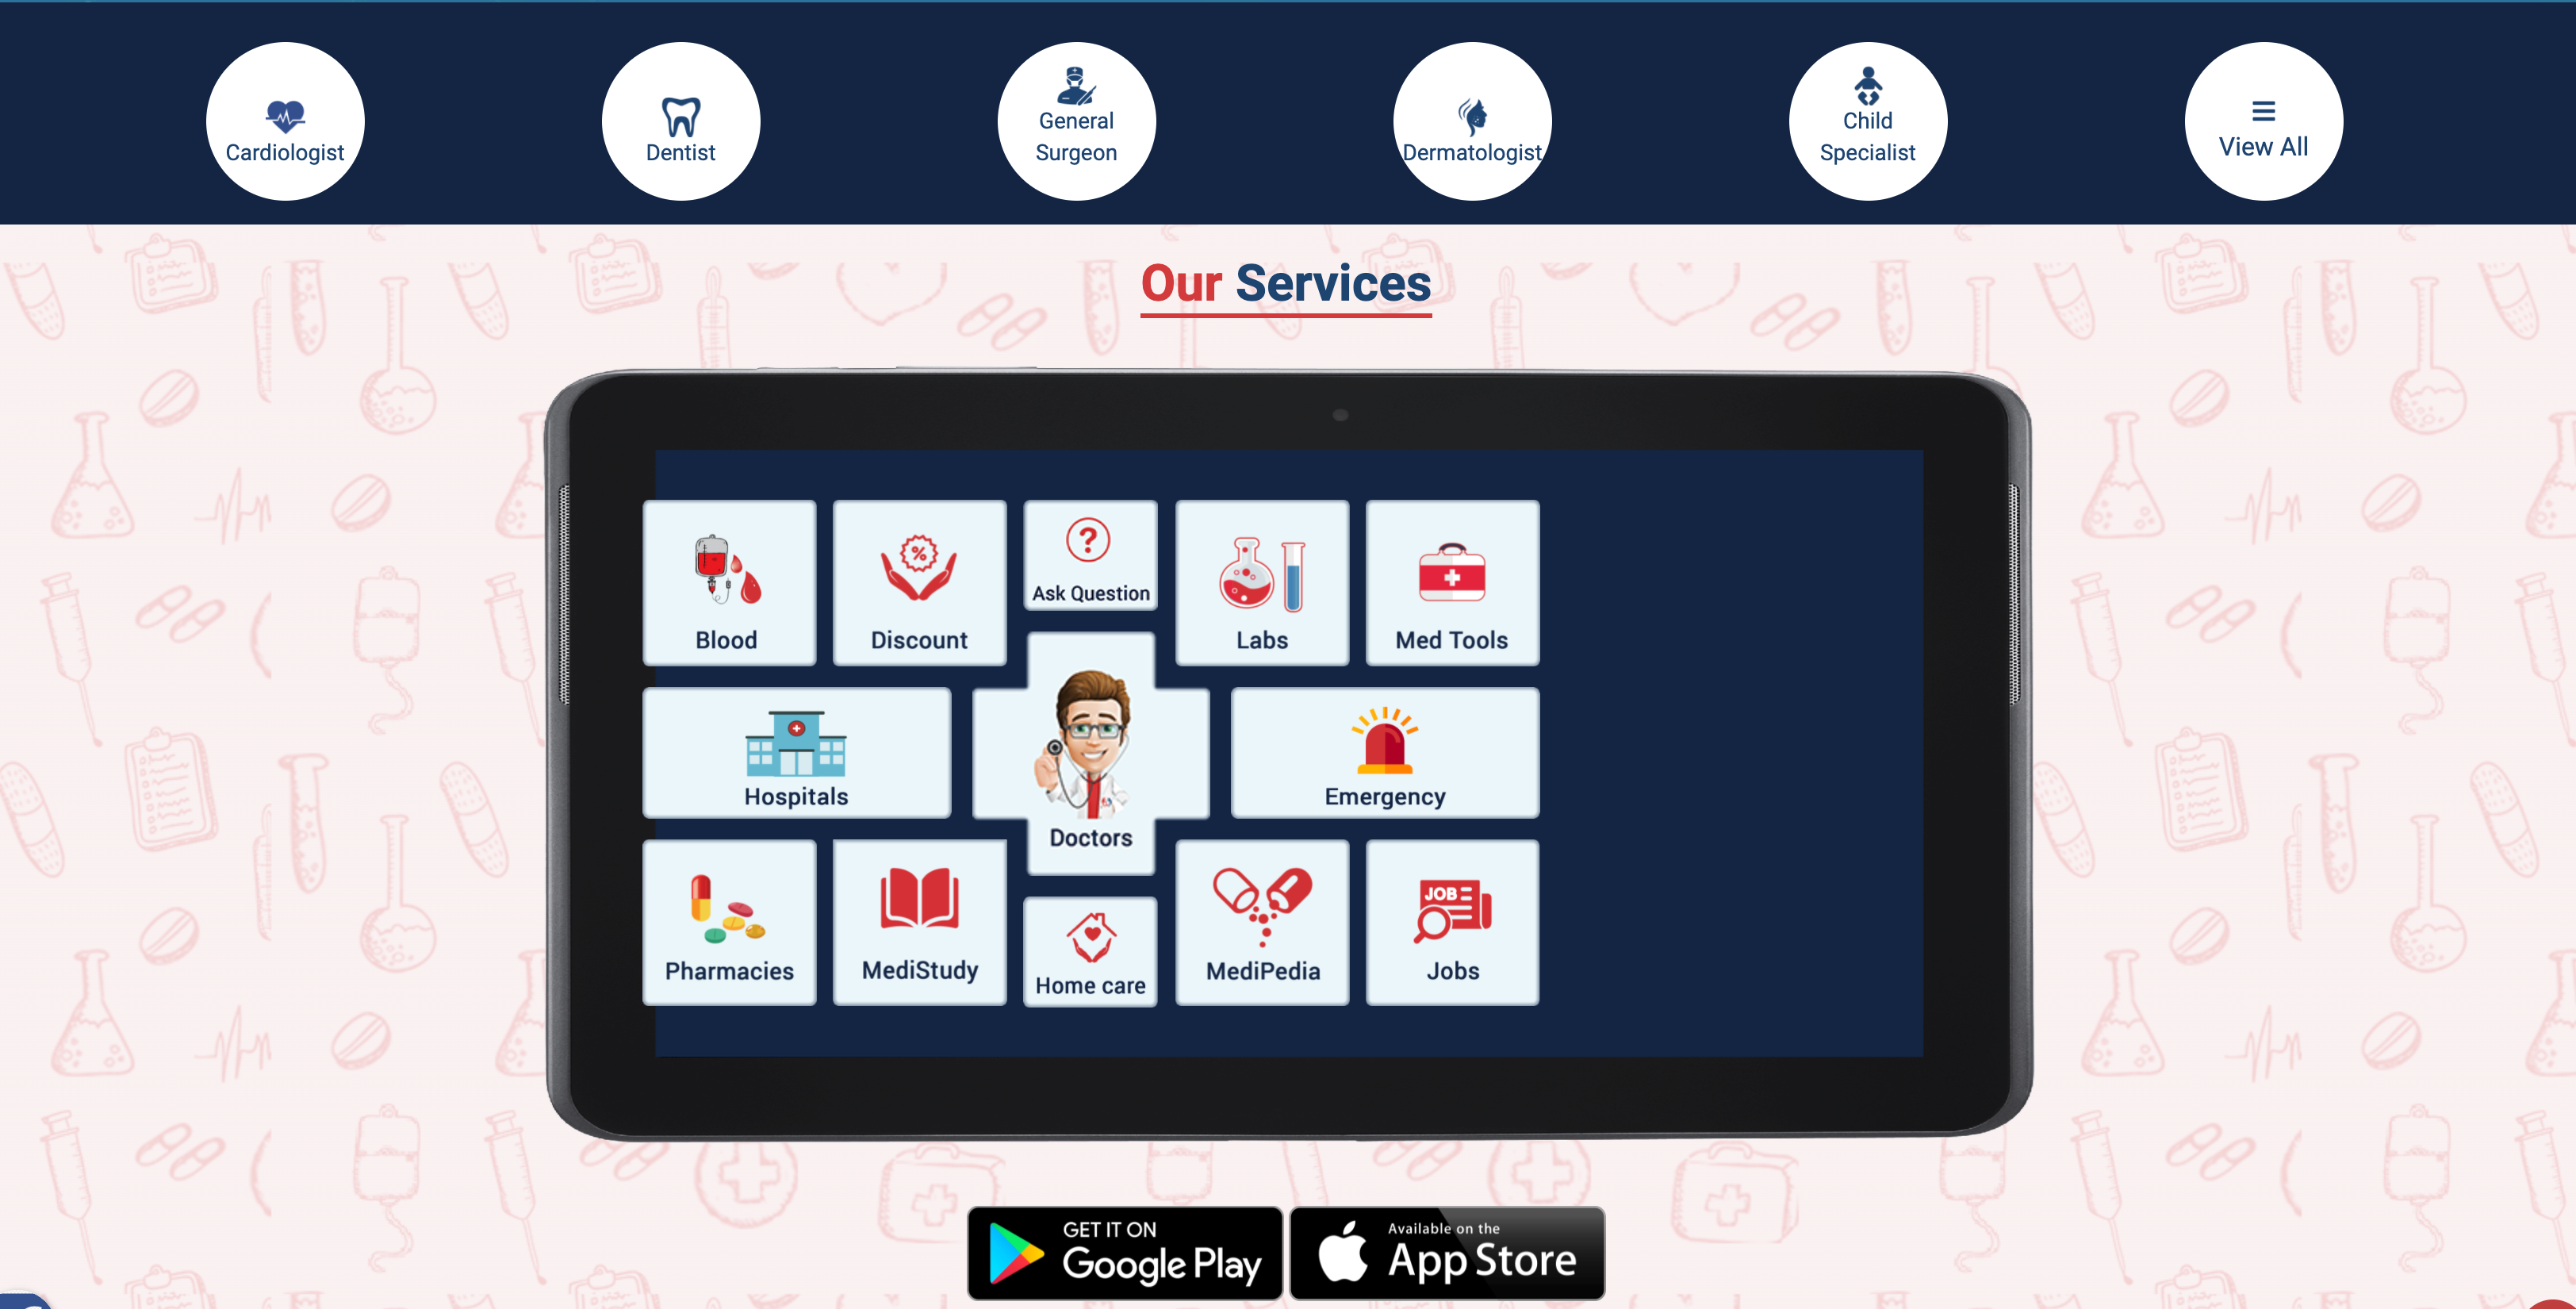 Cardiologist
Dentist
General
Surgeon
Dermatologist
Child
Specialist
View All
Our Services
Blood
Discount
%
?
Ask Question
Labs
Med Tools
Hospitals
Doctors
Emergency
Pharmacies
MediStudy
Home care
MediPedia
JOB
Jobs
GET IT ON
Google Play
Available on the
App Store